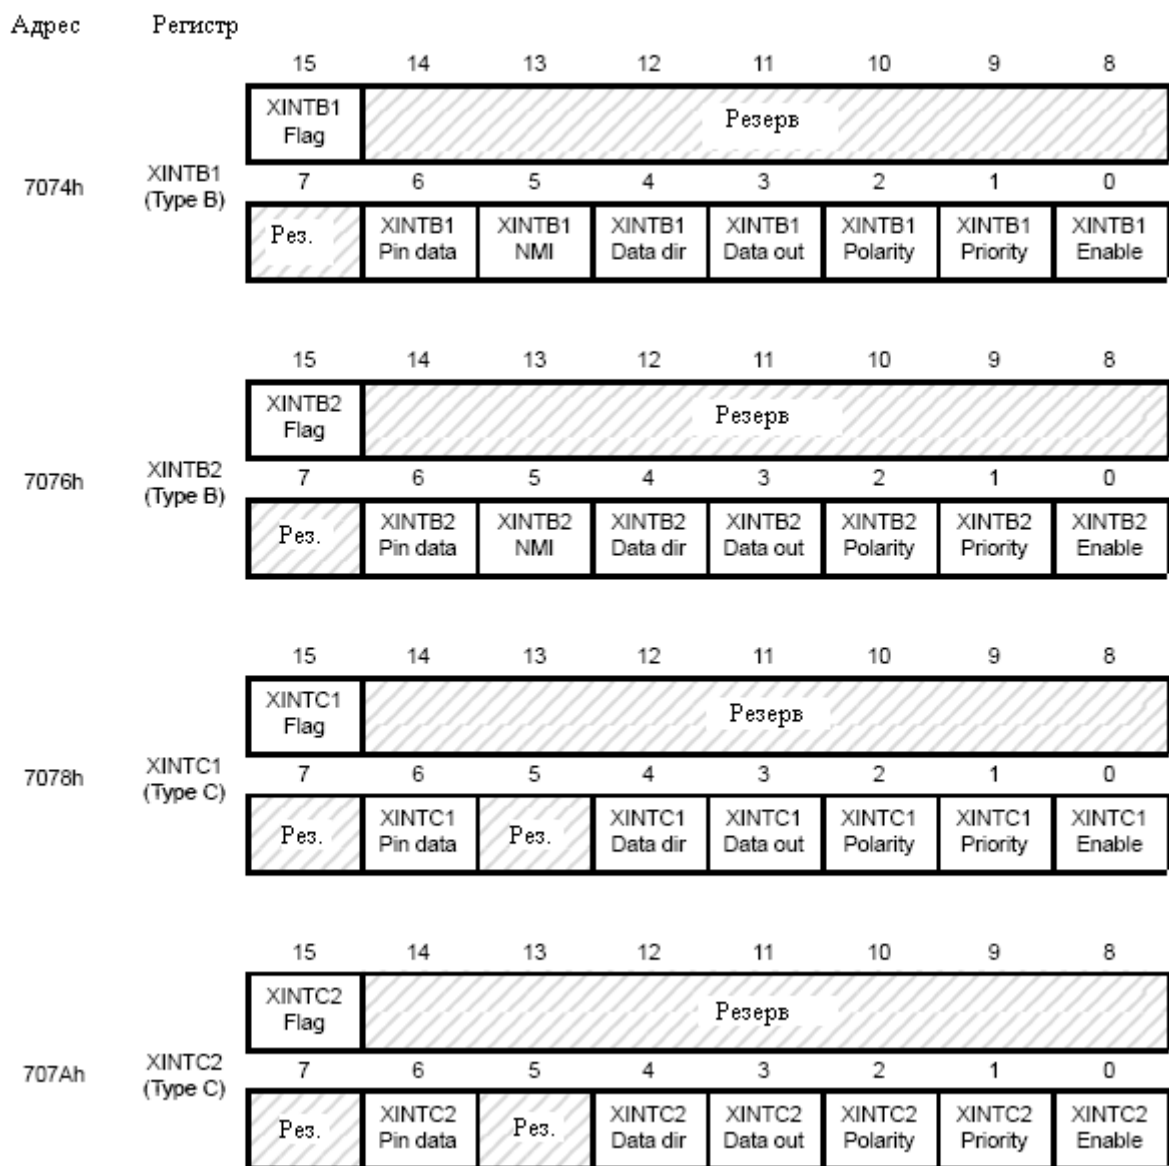 Адрес Регистр
15 14 13 12 11 10 9 8
XINTB1 Flag Резерв
7074h XINTB1 (Type B)
7 6 5 4 3 2 1 0
Рез. XINTB1 Pin data XINTB1 NMI XINTB1 Data dir XINTB1 Data out XINTB1 Polarity XINTB1 Priority XINTB1 Enable
15 14 13 12 11 10 9 8
XINTB2 Flag Резерв
7076h XINTB2 (Type B)
7 6 5 4 3 2 1 0
Рез. XINTB2 Pin data XINTB2 NMI XINTB2 Data dir XINTB2 Data out XINTB2 Polarity XINTB2 Priority XINTB2 Enable
15 14 13 12 11 10 9 8
XINTC1 Flag Резерв
7078h XINTC1 (Type C)
7 6 5 4 3 2 1 0
Рез. XINTC1 Pin data Рез. XINTC1 Data dir XINTC1 Data out XINTC1 Polarity XINTC1 Priority XINTC1 Enable
15 14 13 12 11 10 9 8
XINTC2 Flag Резерв
707Ah XINTC2 (Type C)
7 6 5 4 3 2 1 0
Рез. XINTC2 Pin data Рез. XINTC2 Data dir XINTC2 Data out XINTC2 Polarity XINTC2 Priority XINTC2 Enable